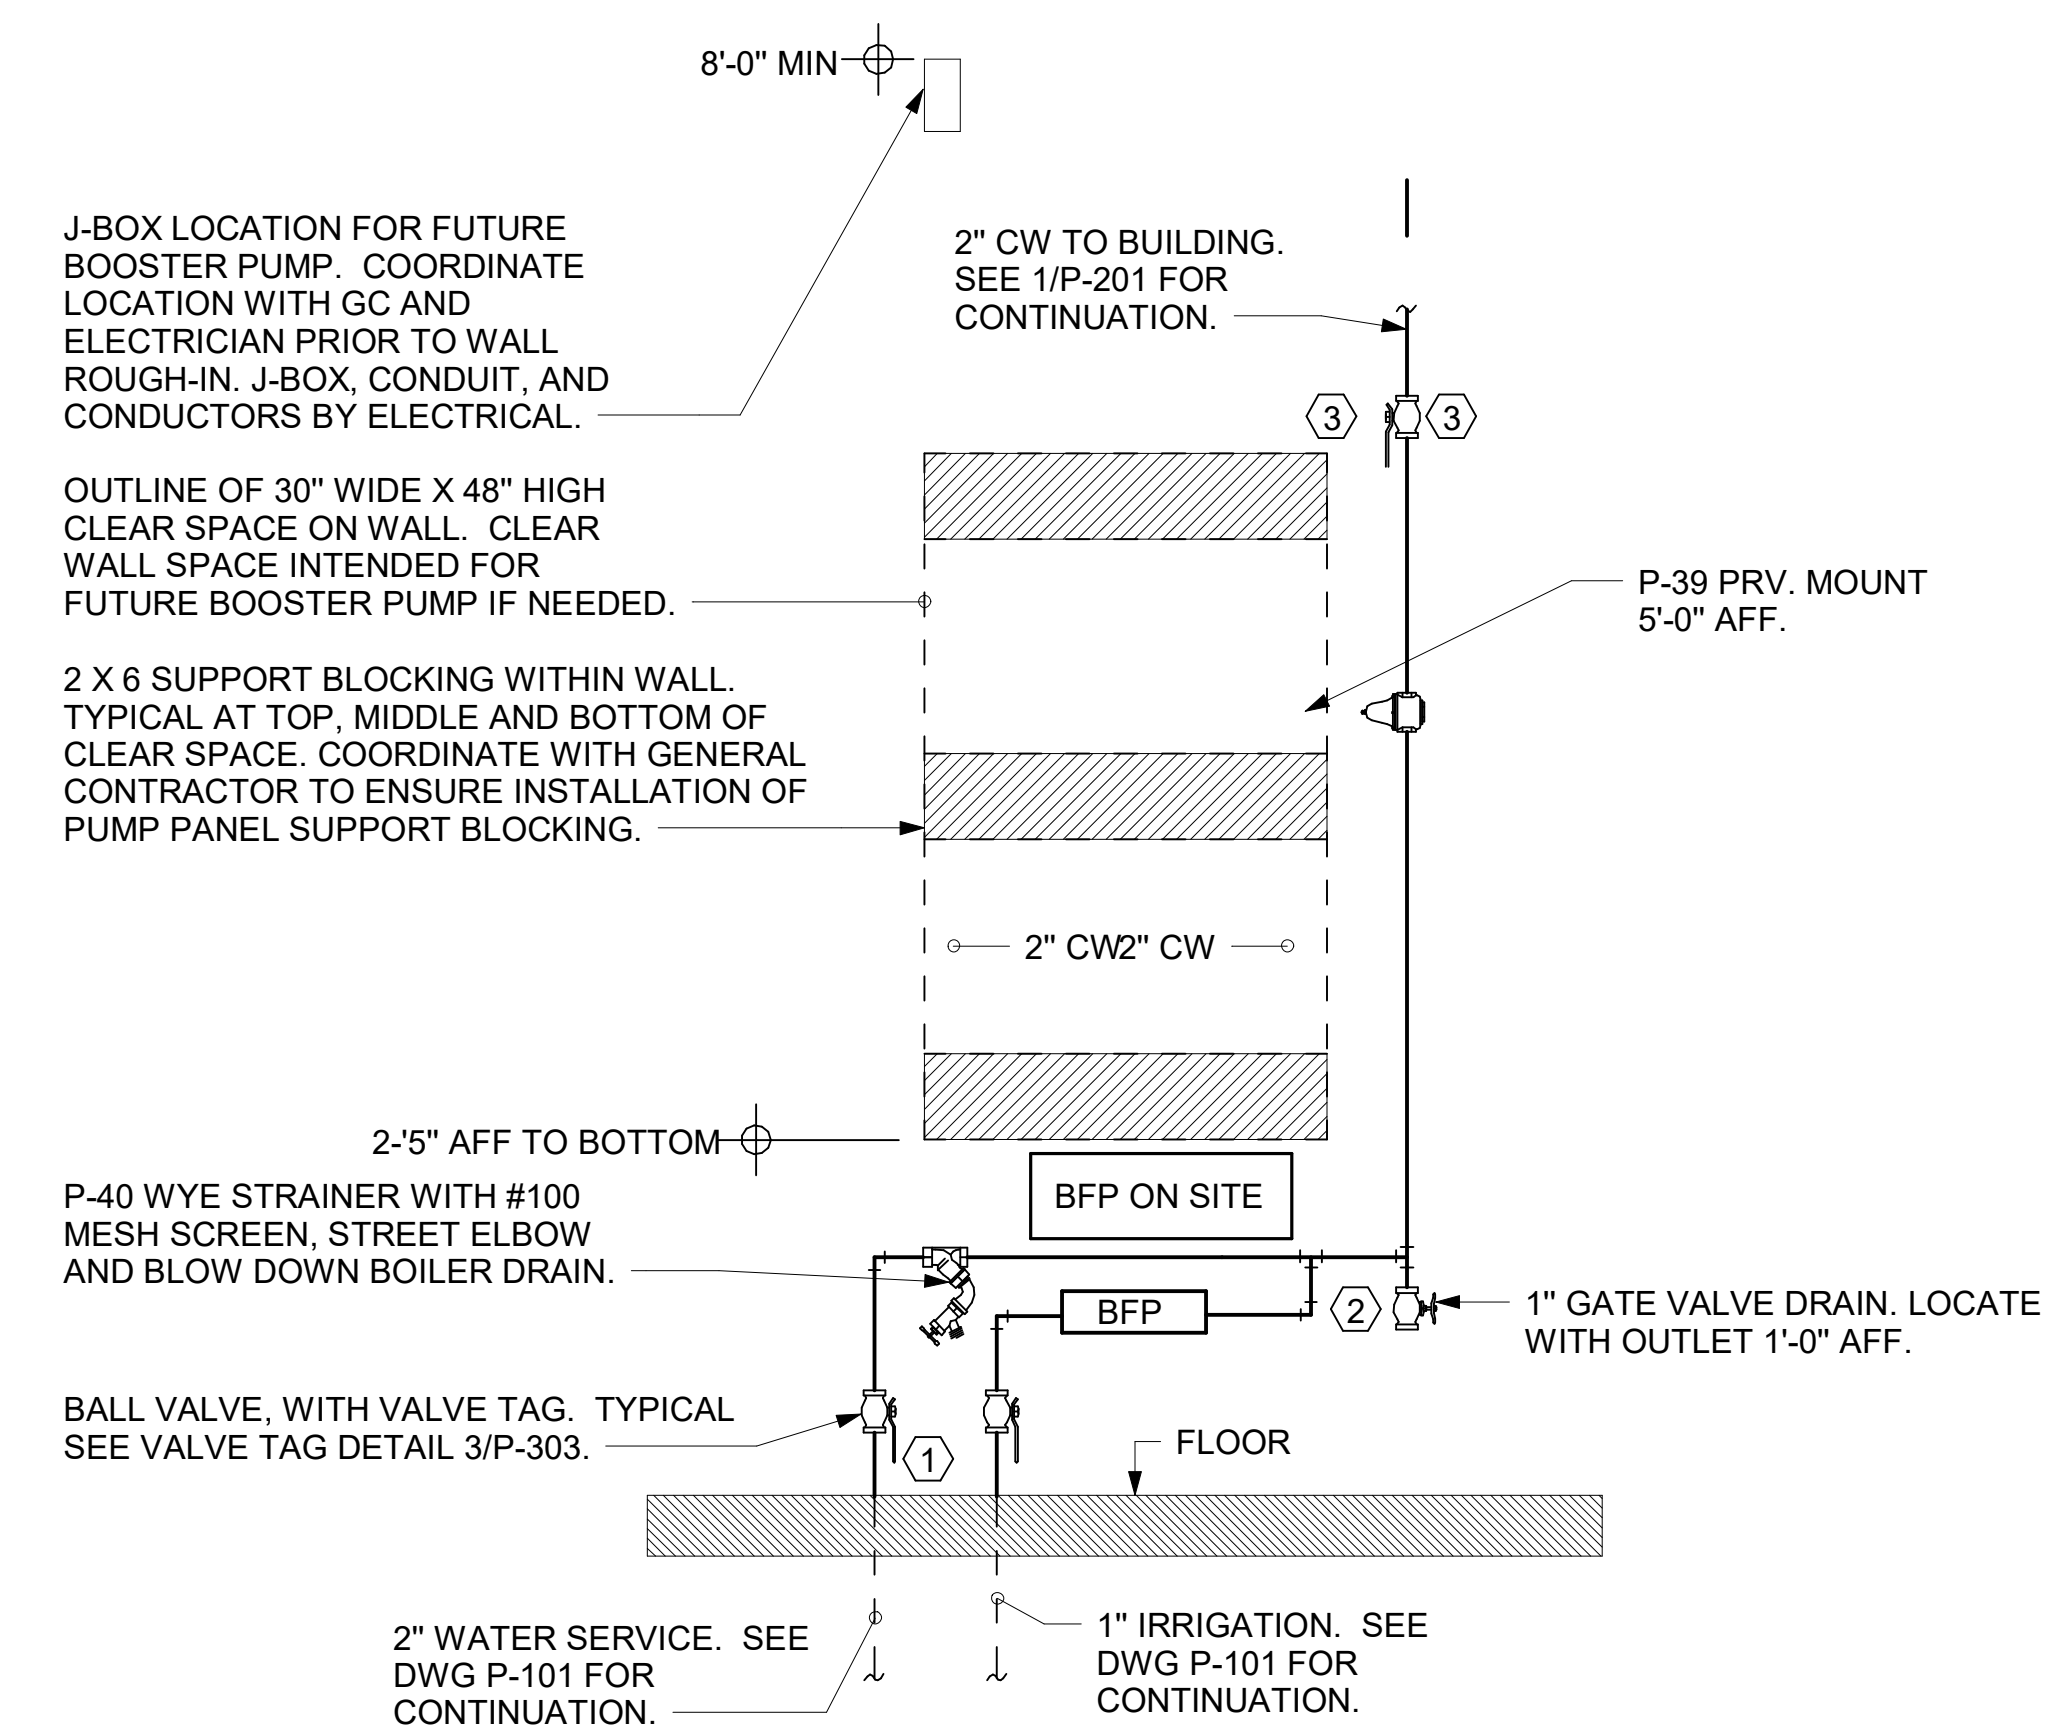 8'-0" MIN
J-BOX LOCATION FOR FUTURE
BOOSTER PUMP.  COORDINATE
LOCATION WITH GC AND
ELECTRICIAN PRIOR TO WALL
ROUGH-IN. J-BOX, CONDUIT, AND
CONDUCTORS BY ELECTRICAL.
2" CW TO BUILDING.
SEE 1/P-201 FOR
CONTINUATION.
3
3
OUTLINE OF 30" WIDE X 48" HIGH
CLEAR SPACE ON WALL.  CLEAR
WALL SPACE INTENDED FOR
FUTURE BOOSTER PUMP IF NEEDED.
P-39 PRV. MOUNT
5'-0" AFF.
2 X 6 SUPPORT BLOCKING WITHIN WALL.
TYPICAL AT TOP, MIDDLE AND BOTTOM OF
CLEAR SPACE. COORDINATE WITH GENERAL
CONTRACTOR TO ENSURE INSTALLATION OF
PUMP PANEL SUPPORT BLOCKING.
2" CW2" CW
2-'5" AFF TO BOTTOM
BFP ON SITE
P-40 WYE STRAINER WITH #100
MESH SCREEN, STREET ELBOW
AND BLOW DOWN BOILER DRAIN.
BFP
2
1" GATE VALVE DRAIN. LOCATE
WITH OUTLET 1'-0" AFF.
BALL VALVE, WITH VALVE TAG.  TYPICAL
SEE VALVE TAG DETAIL 3/P-303.
1
FLOOR
2" WATER SERVICE.  SEE
DWG P-101 FOR
CONTINUATION.
1" IRRIGATION.  SEE
DWG P-101 FOR
CONTINUATION.